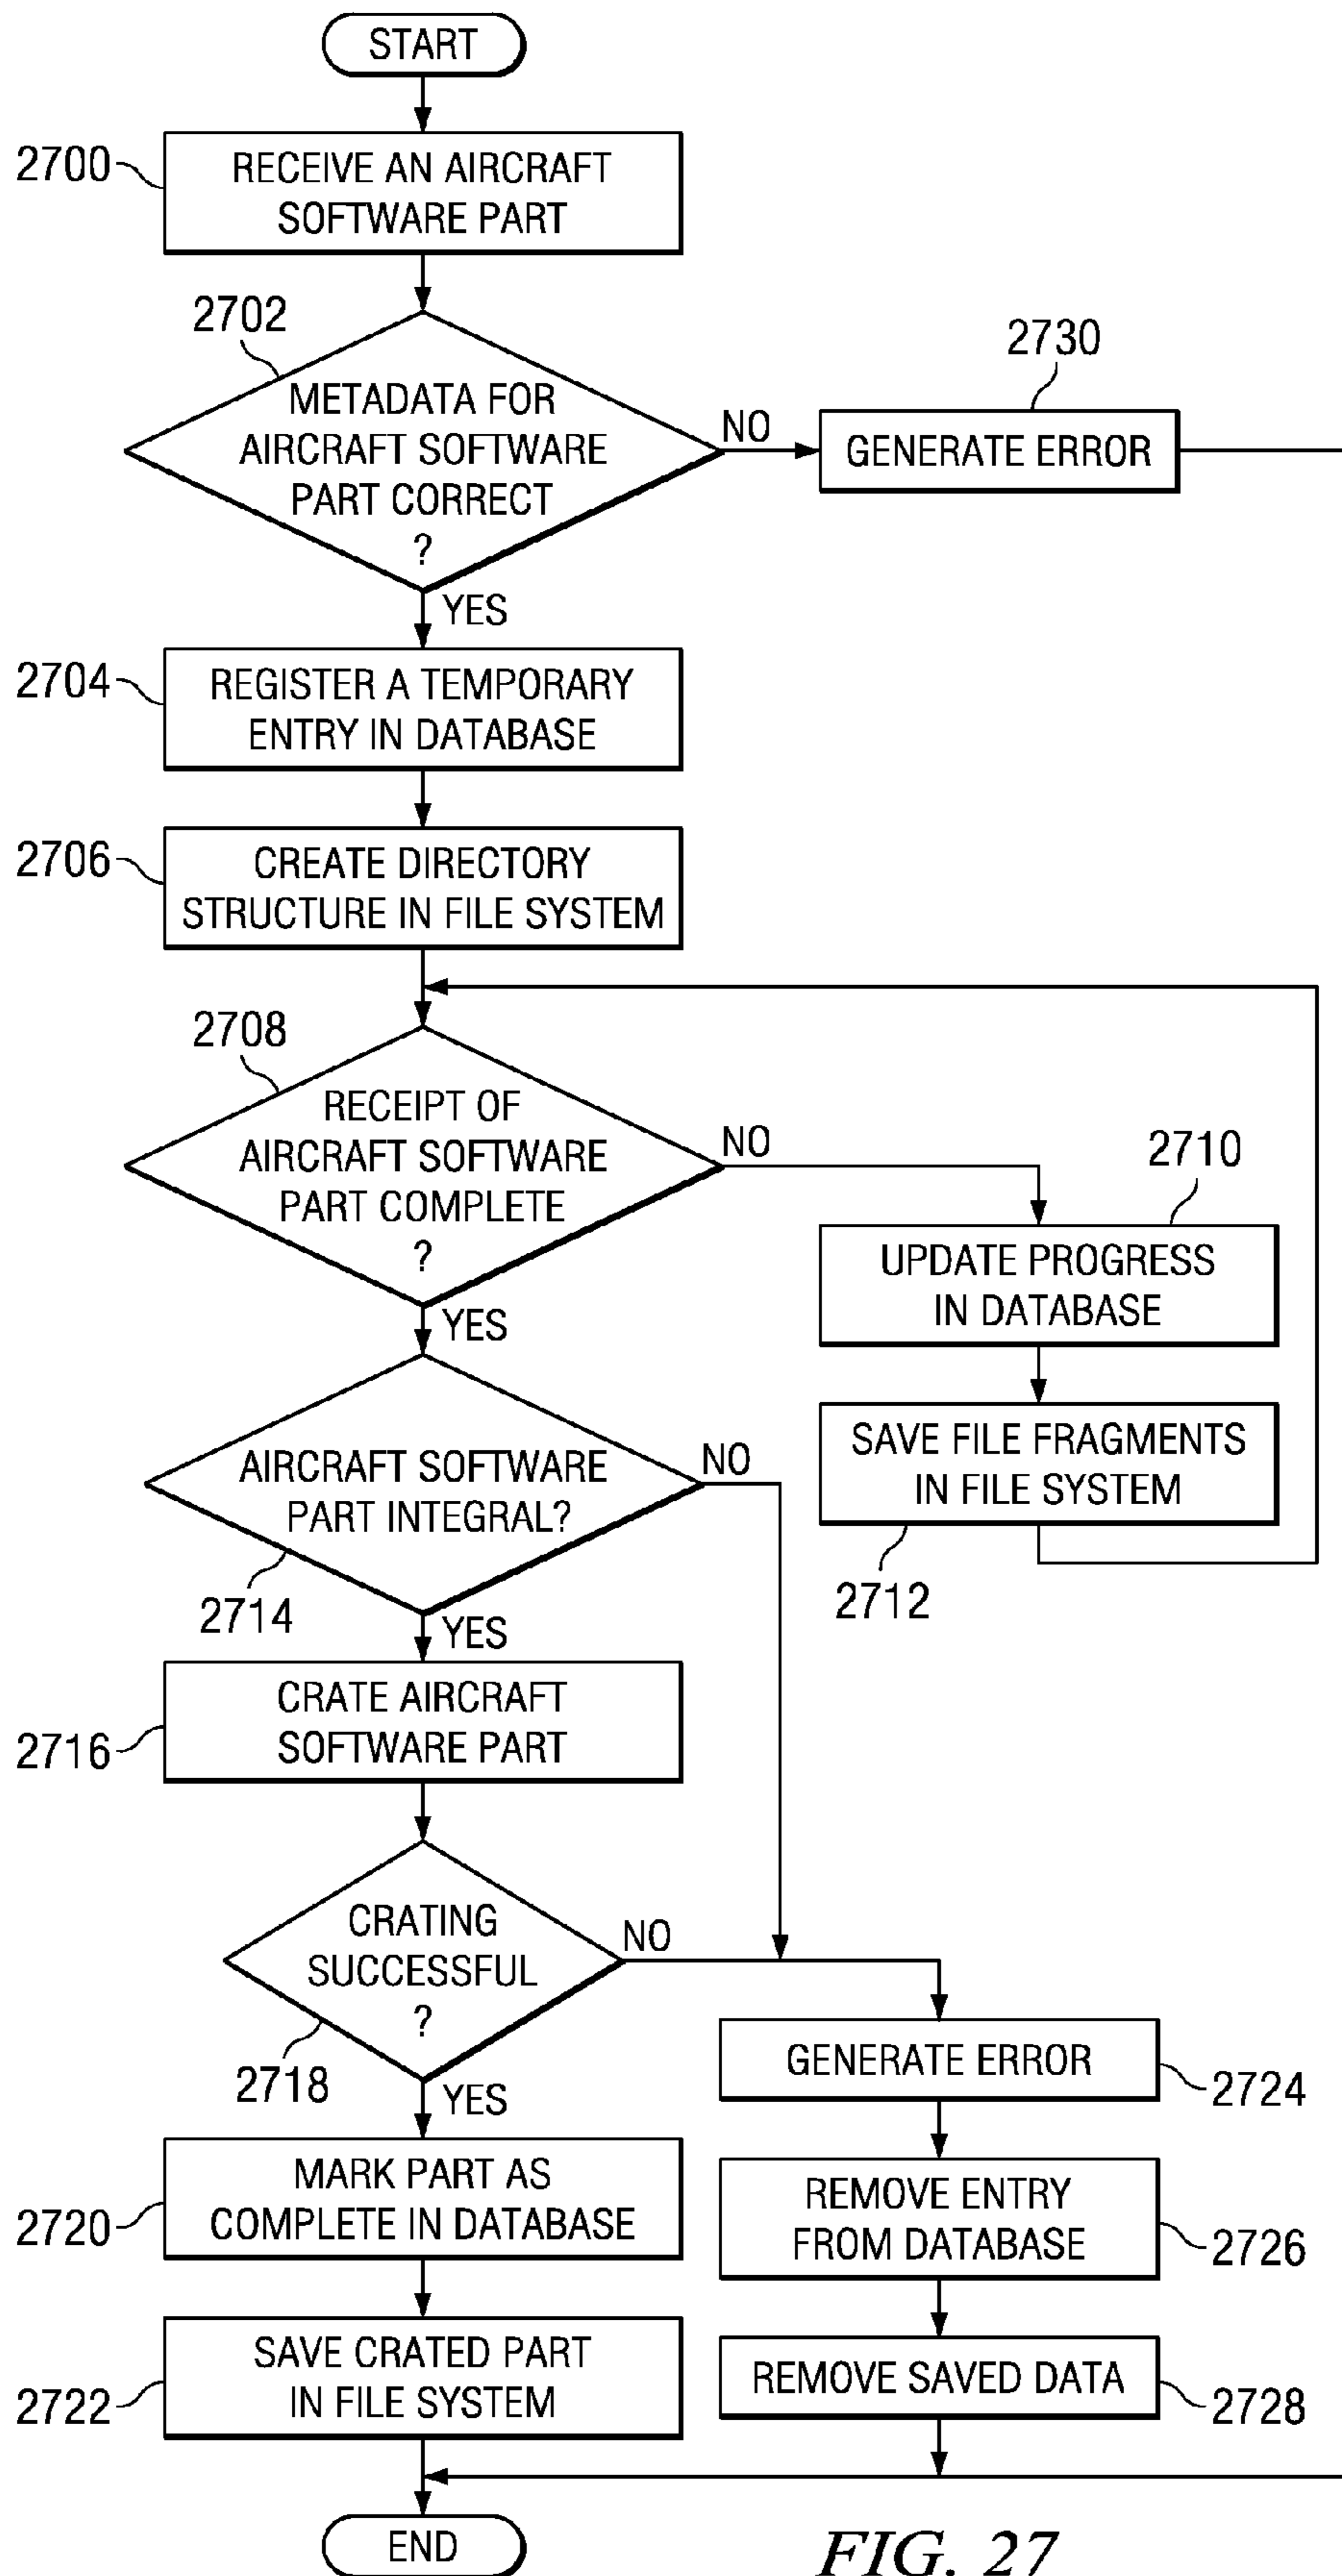 START
2700
RECEIVE AN AIRCRAFT
SOFTWARE PART
2702
METADATA FOR
AIRCRAFT SOFTWARE
PART CORRECT
?
NO
2730
GENERATE ERROR
YES
2704
REGISTER A TEMPORARY
ENTRY IN DATABASE
2706
CREATE DIRECTORY
STRUCTURE IN FILE SYSTEM
2708
RECEIPT OF
AIRCRAFT SOFTWARE
PART COMPLETE
?
NO
2710
UPDATE PROGRESS
IN DATABASE
SAVE FILE FRAGMENTS
IN FILE SYSTEM
2712
YES
AIRCRAFT SOFTWARE
PART INTEGRAL?
NO
2714
YES
CRATE AIRCRAFT
SOFTWARE PART
2716
CRATING
SUCCESSFUL
?
NO
2718
YES
MARK PART AS
COMPLETE IN DATABASE
2720
SAVE CRATED PART
IN FILE SYSTEM
2722
GENERATE ERROR
2724
REMOVE ENTRY
FROM DATABASE
2726
REMOVE SAVED DATA
2728
END
FIG. 27